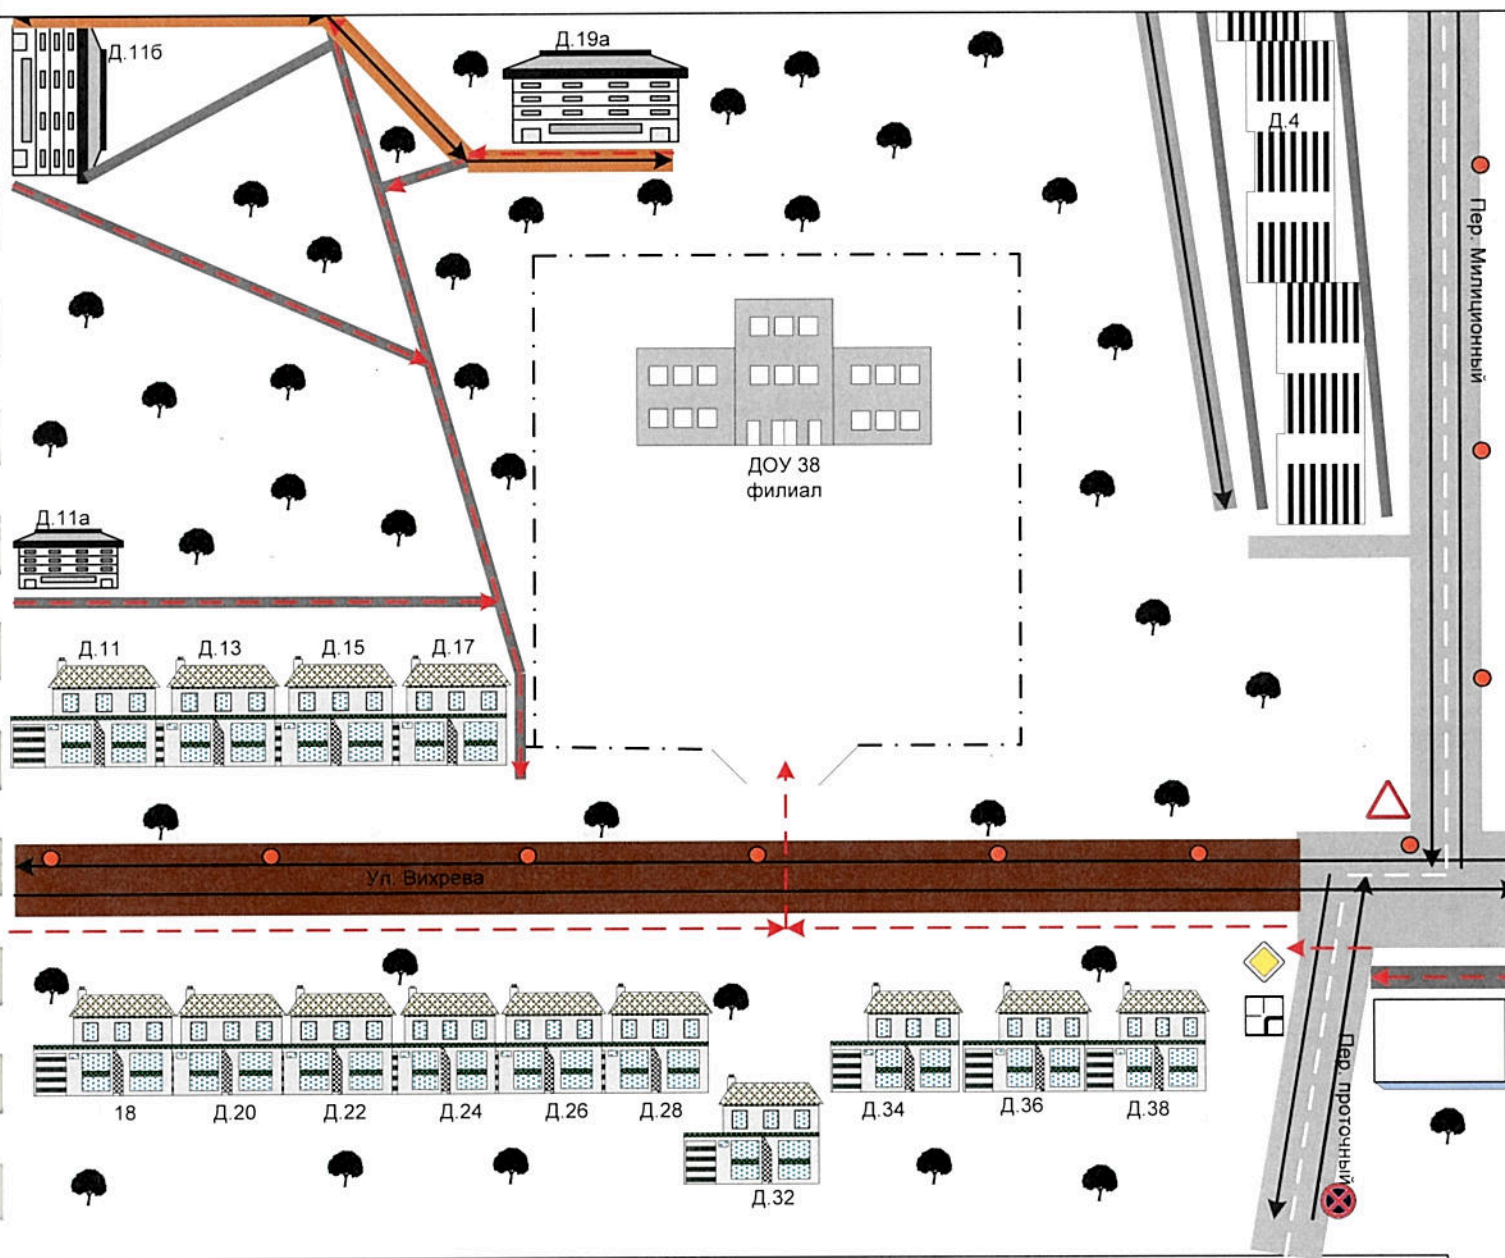 Д.11б
Д.19а
Д.4
Пер. Милиционный
ДОУ 38
филиал
Д.11а
Д.11
Д.13
Д.15
Д.17
Ул. Вихрева
18
Д.20
Д.22
Д.24
Д.26
Д.28
Д.34
Д.36
Д.38
Пер. проточный
Д.32